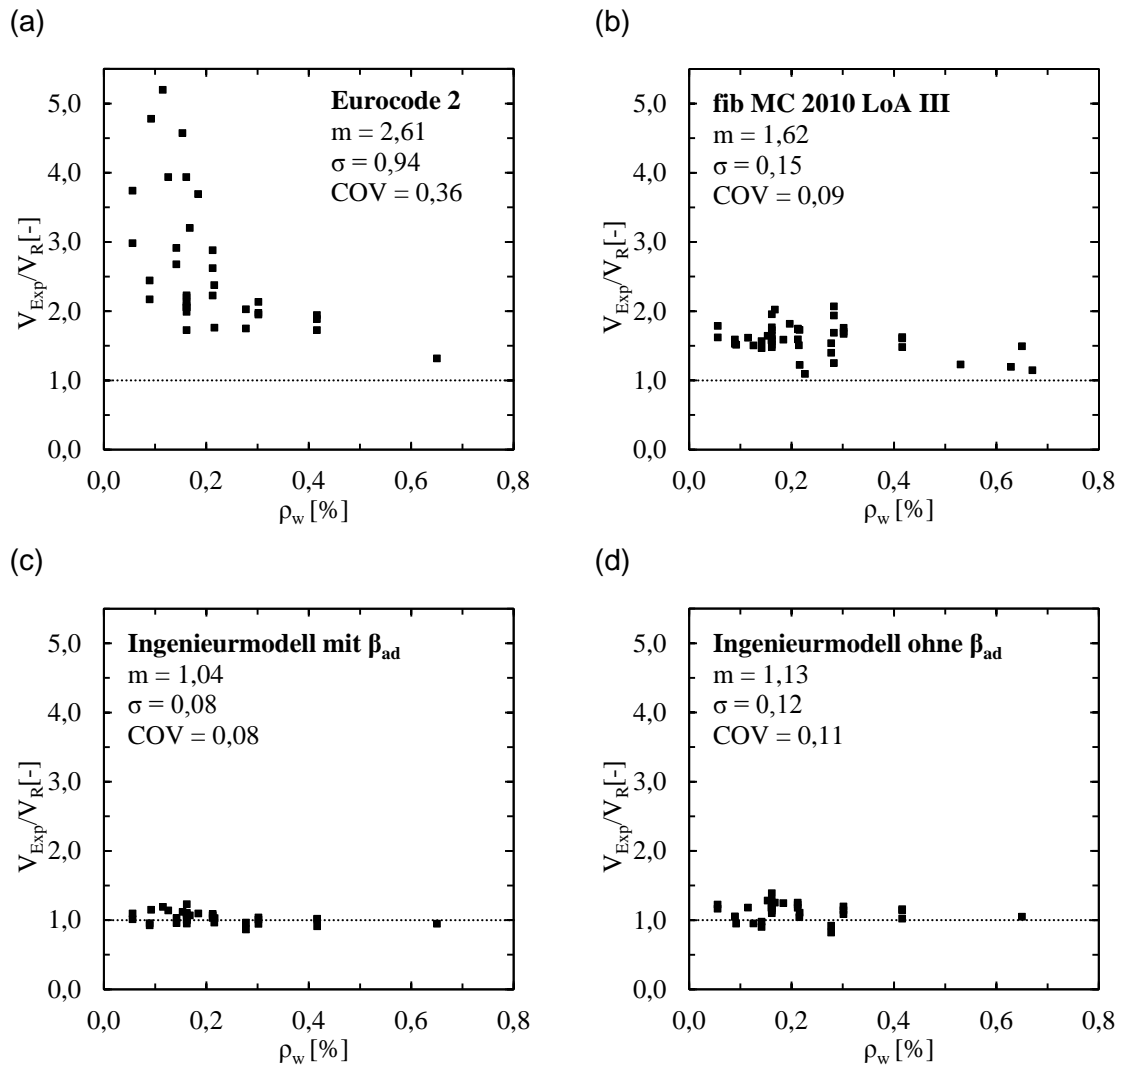 (a)
5,0
4,0
3,0
2,0
1,0
0,0
V_Exp/V_R[-]
Eurocode 2
m = 2,61
σ = 0,94
COV = 0,36
0,0 0,2 0,4 0,6 0,8
ρ_w [%]
(b)
5,0
4,0
3,0
2,0
1,0
0,0
V_Exp/V_R[-]
fib MC 2010 LoA III
m = 1,62
σ = 0,15
COV = 0,09
0,0 0,2 0,4 0,6 0,8
ρ_w [%]
(c)
5,0
4,0
3,0
2,0
1,0
0,0
V_Exp/V_R[-]
Ingenieurmodell mit β_ad
m = 1,04
σ = 0,08
COV = 0,08
0,0 0,2 0,4 0,6 0,8
ρ_w [%]
(d)
5,0
4,0
3,0
2,0
1,0
0,0
V_Exp/V_R[-]
Ingenieurmodell ohne β_ad
m = 1,13
σ = 0,12
COV = 0,11
0,0 0,2 0,4 0,6 0,8
ρ_w [%]